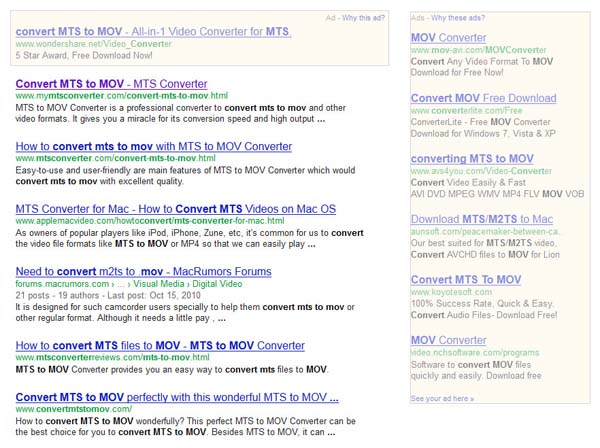 Ad - Why this ad?
convert MTS to MOV - All-in-1 Video Converter for MTS.
www.wondershare.net/Video_Converter
5 Star Award, Free Download Now!
Convert MTS to MOV - MTS Converter
www.mymtsconverter.com/convert-mts-to-mov.html
MTS to MOV Converter is a professional converter to convert mts to mov and other
video formats. It gives you a miracle for its conversion speed and high output ...
How to convert mts to mov with MTS to MOV Converter
www.mtsconverter.com/convert-mts-to-mov.html
Easy-to-use and user-friendly are main features of MTS to MOV Converter which would
convert mts to mov with excellent quality.
MTS Converter for Mac - How to Convert MTS Videos on Mac OS
www.applemacvideo.com/howtoconvert/mts-converter-for-mac.html
As owners of popular players like iPod, iPhone, Zune, etc, it's common for us to convert
the video file formats like MTS to MOV or MP4 so that we can easily play ...
Need to convert m2ts to .mov - MacRumors Forums
forums.macrumors.com › ... › Visual Media › Digital Video
21 posts - 19 authors - Last post: Oct 15, 2010
It is designed for such camcorder users specially to help them convert mts to mov or
other regular format. Although it needs a little pay , ...
How to convert MTS files to MOV - MTS to MOV Converter
www.mtsconverterreviews.com/mts-to-mov.html
MTS to MOV Converter provides you an easy way to convert mts files to MOV.
Convert MTS to MOV perfectly with this wonderful MTS to MOV ...
www.convertmtstomov.com/
How to convert MTS to MOV wonderfully? This perfect MTS to MOV Converter can be
the best choice for you to convert MTS to MOV. Besides MTS to MOV, it can ...
Ads - Why these ads?
MOV Converter
www.mov-avi.com/MOVConverter
Convert Any Video Format To MOV
Download for Free Now!
Convert MOV Free Download
www.converterlite.com/Free
ConverterLite - Free MOV Converter
Download for Windows 7, Vista & XP
converting MTS to MOV
www.avs4you.com/Video-Converter
Convert Video Easily & Fast
AVI DVD MPEG WMV MP4 FLV MOV VOB
Download MTS/M2TS to Mac
aunsoft.com/peacemaker-between-ca..
Our best suited for MTS/M2TS video,
Convert AVCHD files to MOV for Lion
Convert MTS To MOV
www.koyotesoft.com
100% Success Rate, Quick & Easy.
Convert Audio Files- Download Free!
MOV Converter
video.nchsoftware.com/programs
Software to convert MOV files
quickly and easily. Download free
See your ad here »